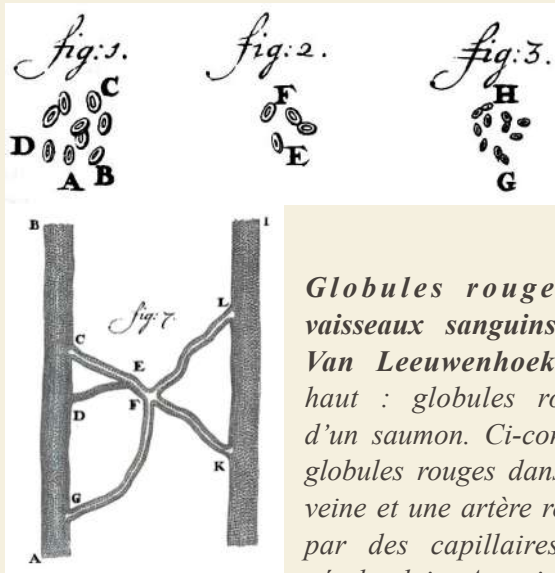 fig:1.
fig:2.
fig:3.
C
D
A
B
F
E
H
G
B
I
fig:7.
L
C
E
D
F
K
G
A
Globules rouge
vaisseaux sanguins
Van Leeuwenhoek
haut : globules ro
d'un saumon. Ci-con
globules rouges dans
veine et une artère re
par des capillaires